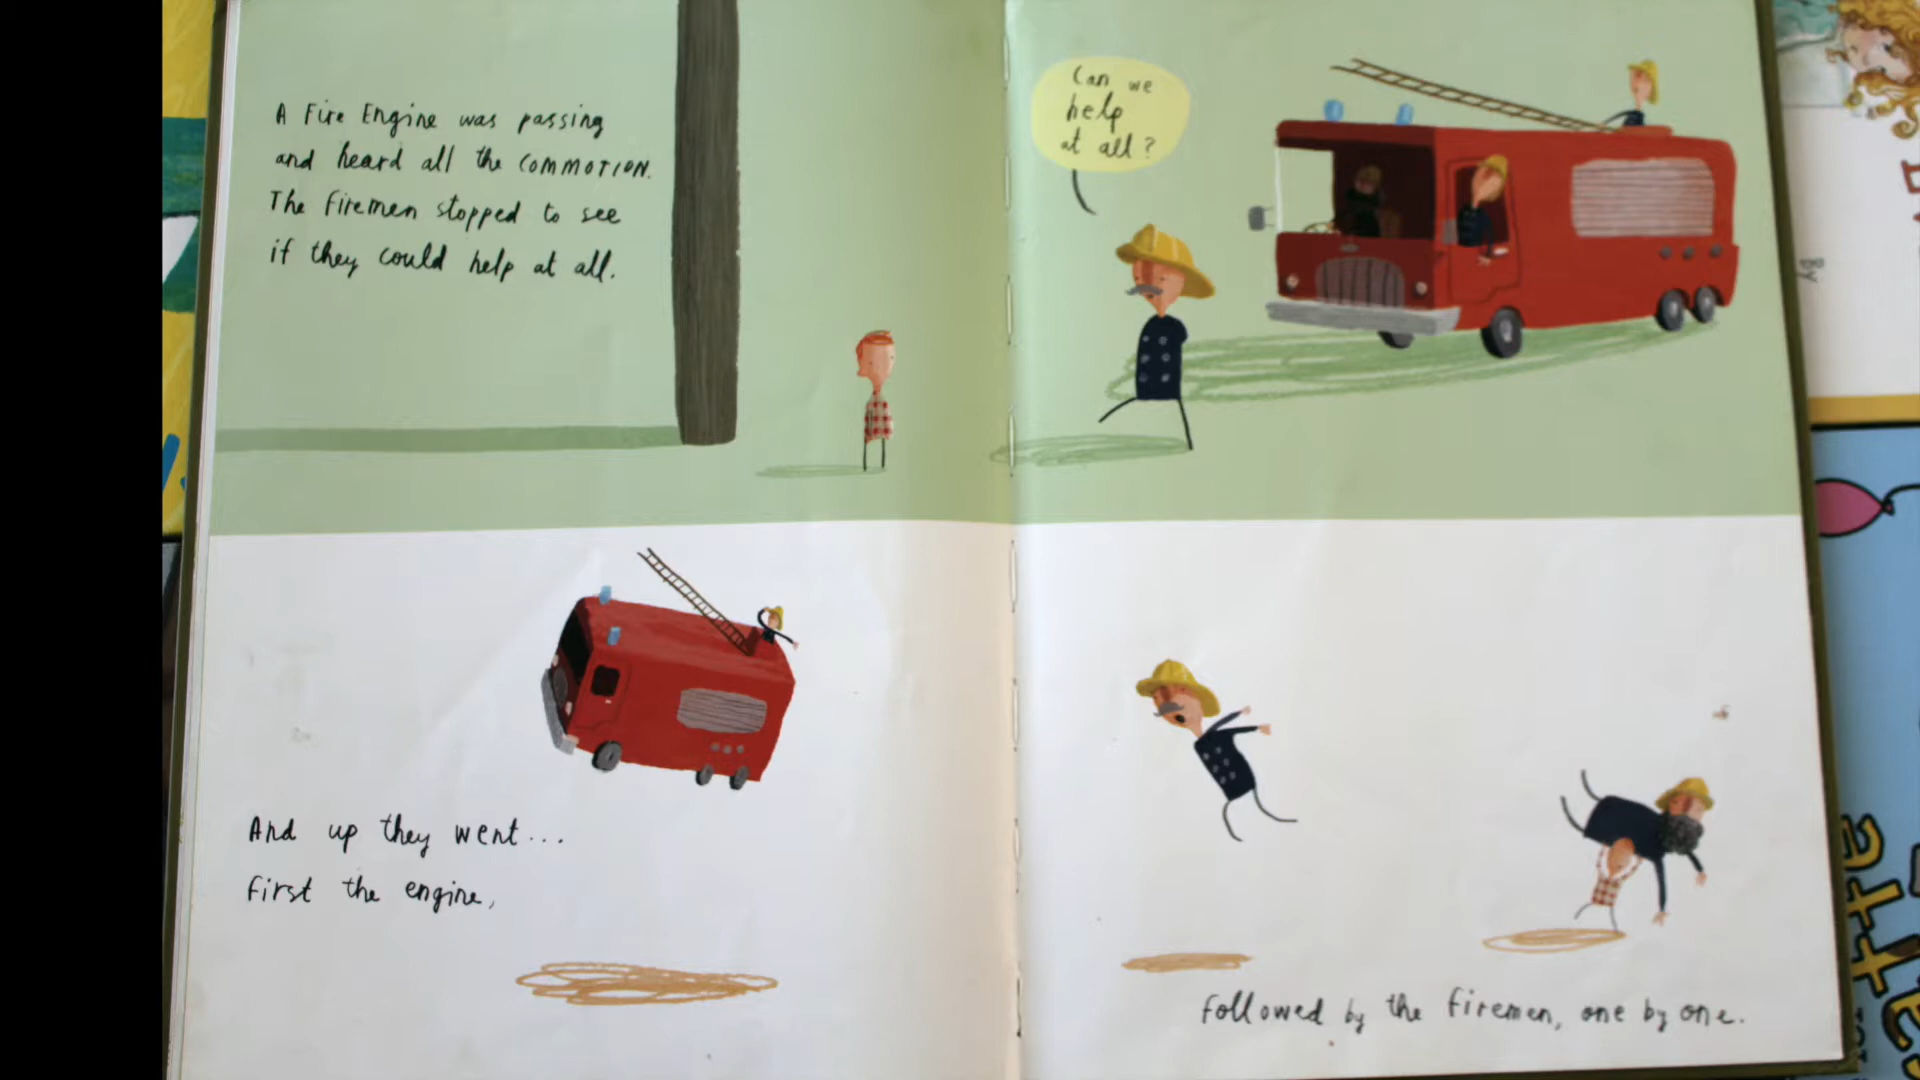 A Fire Engine was passing
and heard all the COMMOTION.
The firemen stopped to see
if they could help at all.
Can we
help
at all?
And up they went...
first the engine,
followed by the firemen, one by one.